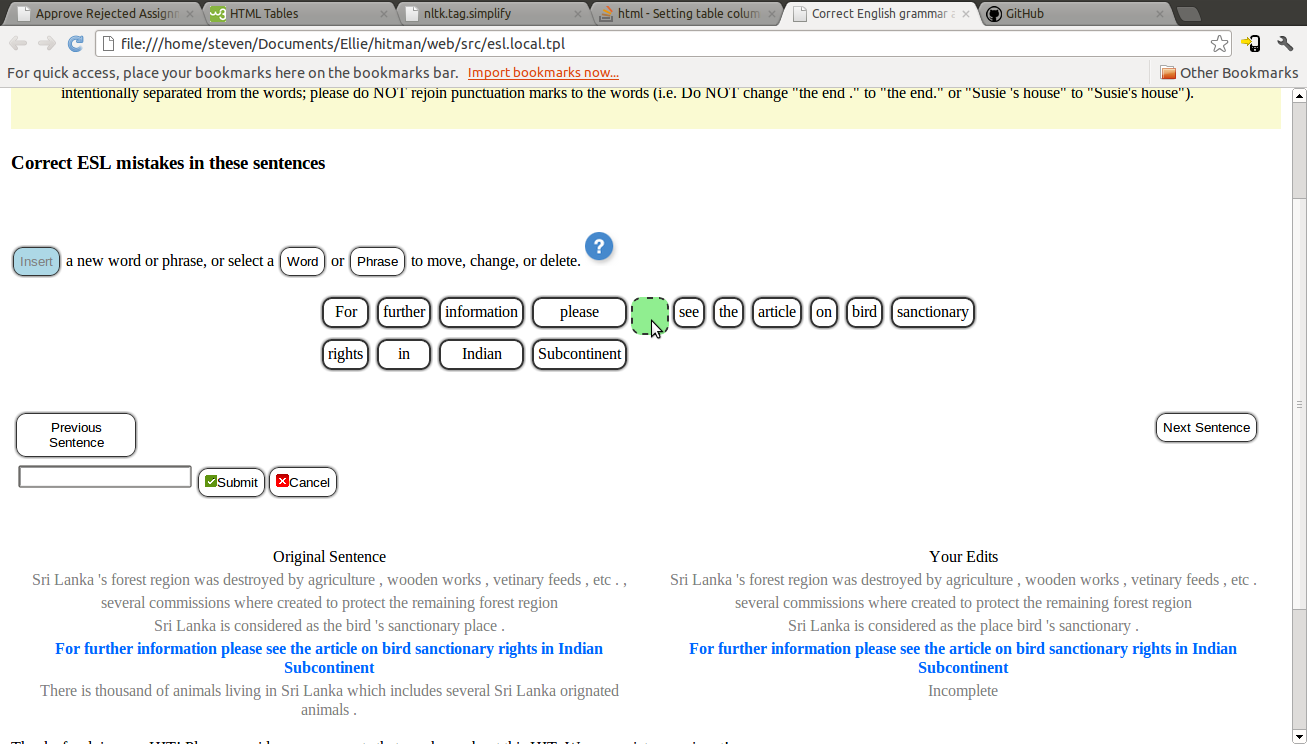 Approve Rejected Assignm
HTML Tables
nltk.tag.simplify
html - Setting table colum
Correct English grammar a
GitHub
file:///home/steven/Documents/Ellie/hitman/web/src/esl.local.tpl
For quick access, place your bookmarks here on the bookmarks bar. Import bookmarks now...
Other Bookmarks
intentionally separated from the words; please do NOT rejoin punctuation marks to the words (i.e. Do NOT change "the end ." to "the end." or "Susie 's house" to "Susie's house").
Correct ESL mistakes in these sentences
Insert a new word or phrase, or select a Word or Phrase to move, change, or delete. ?
For further information please see the article on bird sanctionary
rights in Indian Subcontinent
Previous
Sentence
Next Sentence
Submit Cancel
Original Sentence
Sri Lanka 's forest region was destroyed by agriculture , wooden works , vetinary feeds , etc . ,
several commissions where created to protect the remaining forest region
Sri Lanka is considered as the bird 's sanctionary place .
For further information please see the article on bird sanctionary rights in Indian
Subcontinent
There is thousand of animals living in Sri Lanka which includes several Sri Lanka orignated
animals .
Your Edits
Sri Lanka 's forest region was destroyed by agriculture , wooden works , vetinary feeds , etc .
several commissions where created to protect the remaining forest region
Sri Lanka is considered as the place bird 's sanctionary .
For further information please see the article on bird sanctionary rights in Indian
Subcontinent
Incomplete